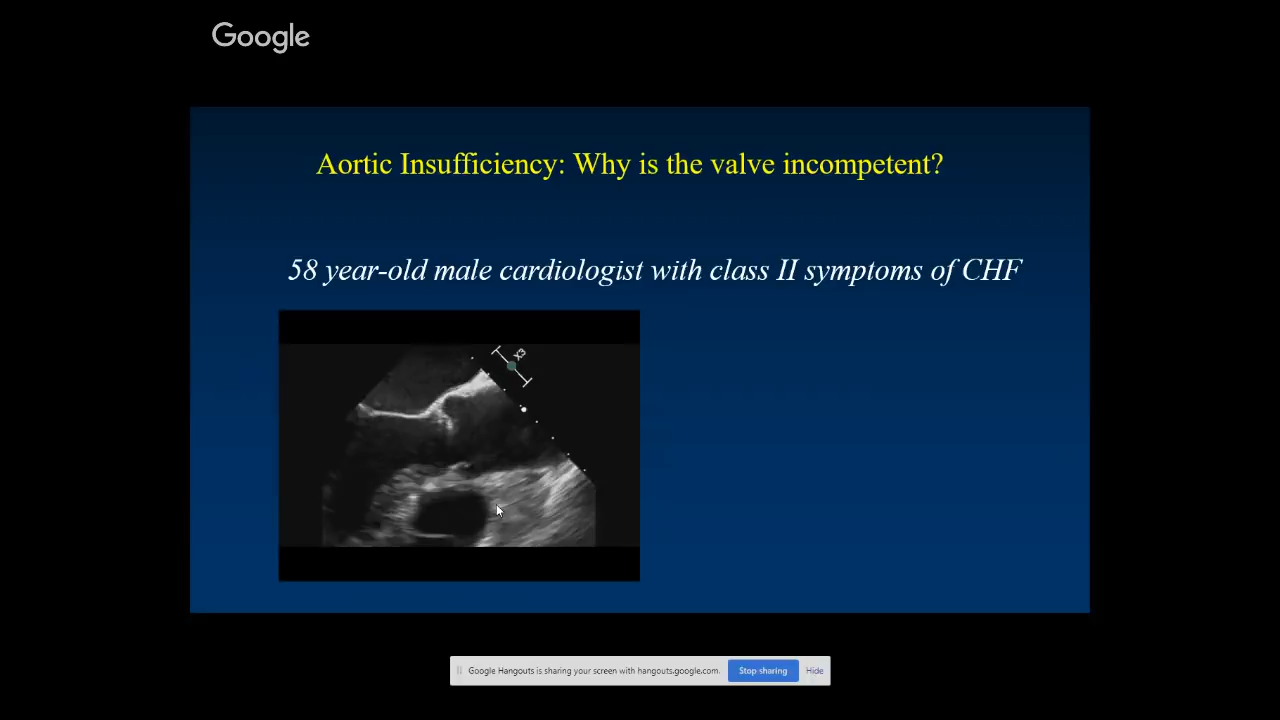 Google
Aortic Insufficiency: Why is the valve incompetent?
58 year-old male cardiologist with class II symptoms of CHF
X3
Google Hangouts is sharing your screen with hangouts.google.com. Stop sharing Hide